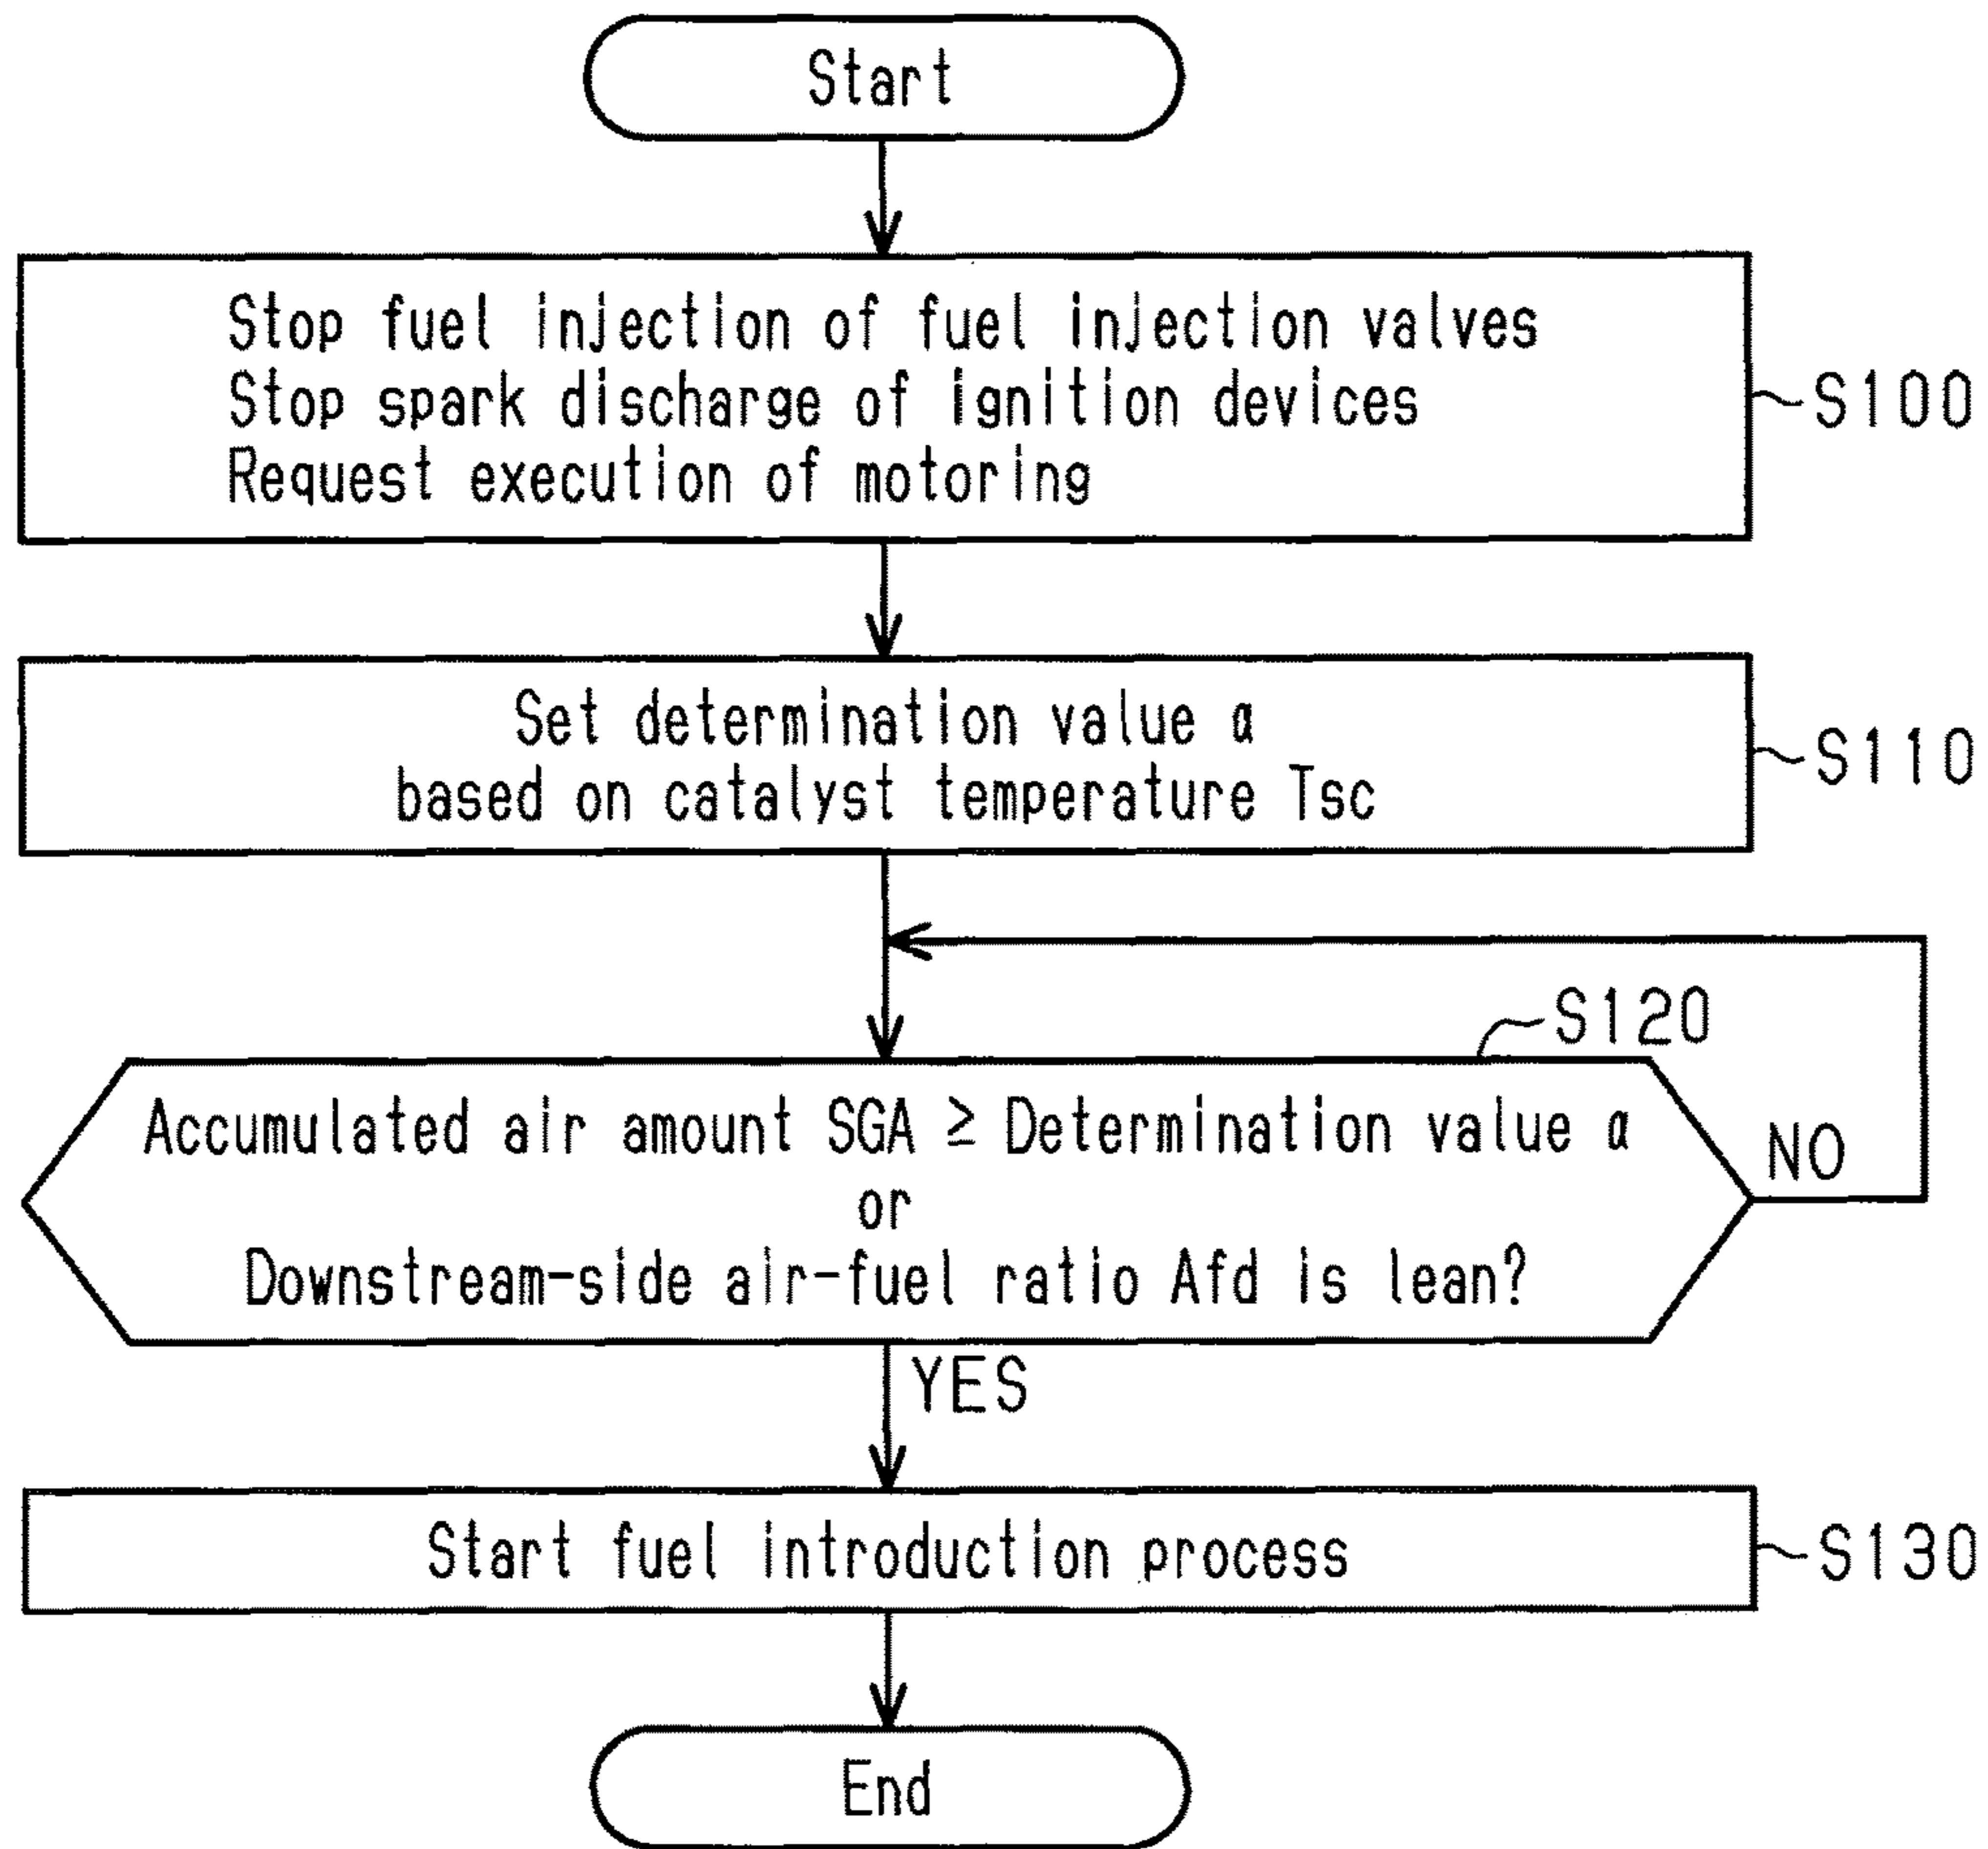 Start
Stop fuel injection of fuel injection valves
Stop spark discharge of ignition devices
Request execution of motoring
S100
Set determination value α
based on catalyst temperature Tsc
S110
S120
Accumulated air amount SGA ≥ Determination value α
or
Downstream-side air-fuel ratio Afd is lean?
NO
YES
Start fuel introduction process
S130
End